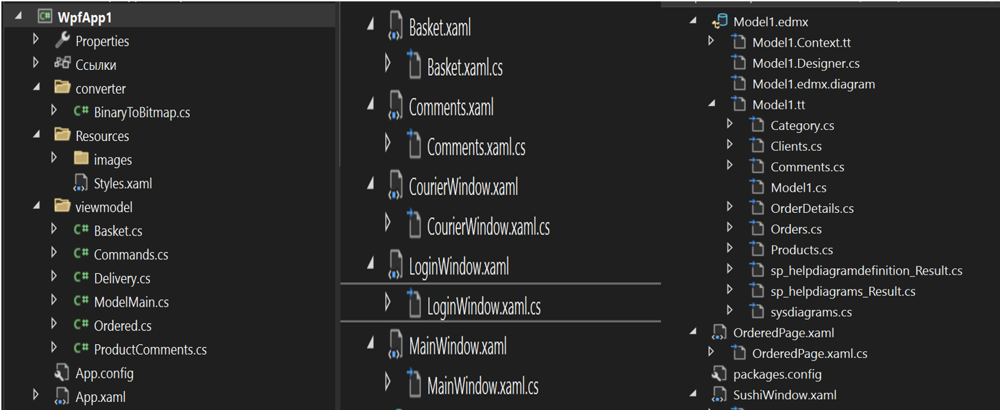 WpfApp1
Properties
Ссылки
converter
C# BinaryToBitmap.cs
Resources
images
Styles.xaml
viewmodel
C# Basket.cs
C# Commands.cs
C# Delivery.cs
C# ModelMain.cs
C# Ordered.cs
C# ProductComments.cs
App.config
App.xaml
Basket.xaml
Basket.xaml.cs
Comments.xaml
Comments.xaml.cs
CourierWindow.xaml
CourierWindow.xaml.cs
LoginWindow.xaml
LoginWindow.xaml.cs
MainWindow.xaml
MainWindow.xaml.cs
Model1.edmx
Model1.Context.tt
Model1.Designer.cs
Model1.edmx.diagram
Model1.tt
Category.cs
Clients.cs
Comments.cs
Model1.cs
OrderDetails.cs
Orders.cs
Products.cs
sp_helpdiagramdefinition_Result.cs
sp_helpdiagrams_Result.cs
sysdiagrams.cs
OrderedPage.xaml
OrderedPage.xaml.cs
packages.config
SushiWindow.xaml